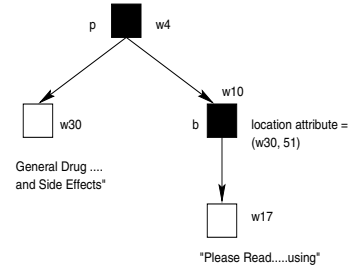 p w4
w10
w30
b location attribute =
(w30, 51)
General Drug ....
and Side Effects"
w17
"Please Read.....using"